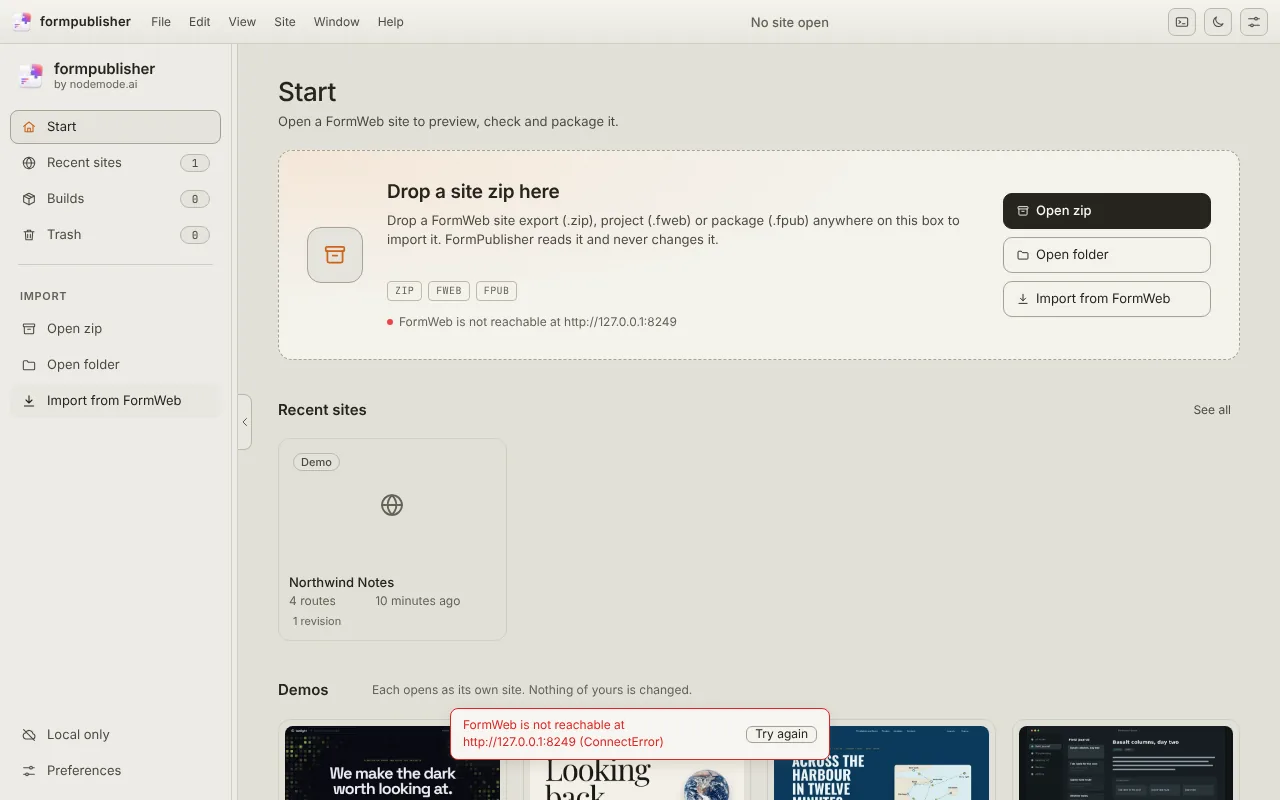 formpublisher File Edit View Site Window Help
No site open
formpublisher
by nodemode.ai
Start
Recent sites 1
Builds 0
Trash 0
IMPORT
Open zip
Open folder
Import from FormWeb
Local only
Preferences
Start
Open a FormWeb site to preview, check and package it.
Drop a site zip here
Drop a FormWeb site export (.zip), project (.fweb) or package (.fpub) anywhere on this box to
import it. FormPublisher reads it and never changes it.
ZIP FWEB FPUB
FormWeb is not reachable at http://127.0.0.1:8249
Open zip
Open folder
Import from FormWeb
Recent sites See all
Demo
Northwind Notes
4 routes 10 minutes ago
1 revision
Demos Each opens as its own site. Nothing of yours is changed.
We make the dark
worth looking at.
Looking
back
ACROSS THE
HARBOUR
IN TWELVE
MINUTES
Basalt columns, day two
FormWeb is not reachable at
http://127.0.0.1:8249 (ConnectError)
Try again